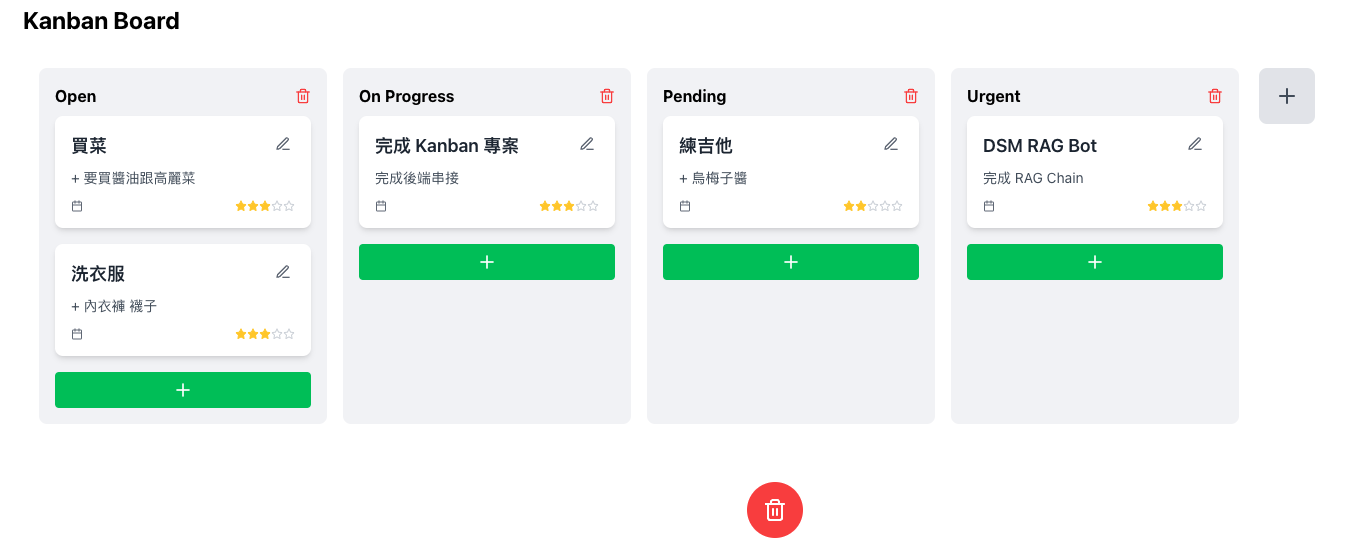 Kanban Board
Open
買菜
+ 要買醬油跟高麗菜
洗衣服
+ 內衣褲 襪子
On Progress
完成 Kanban 專案
完成後端串接
Pending
練吉他
+ 烏梅子醬
Urgent
DSM RAG Bot
完成 RAG Chain